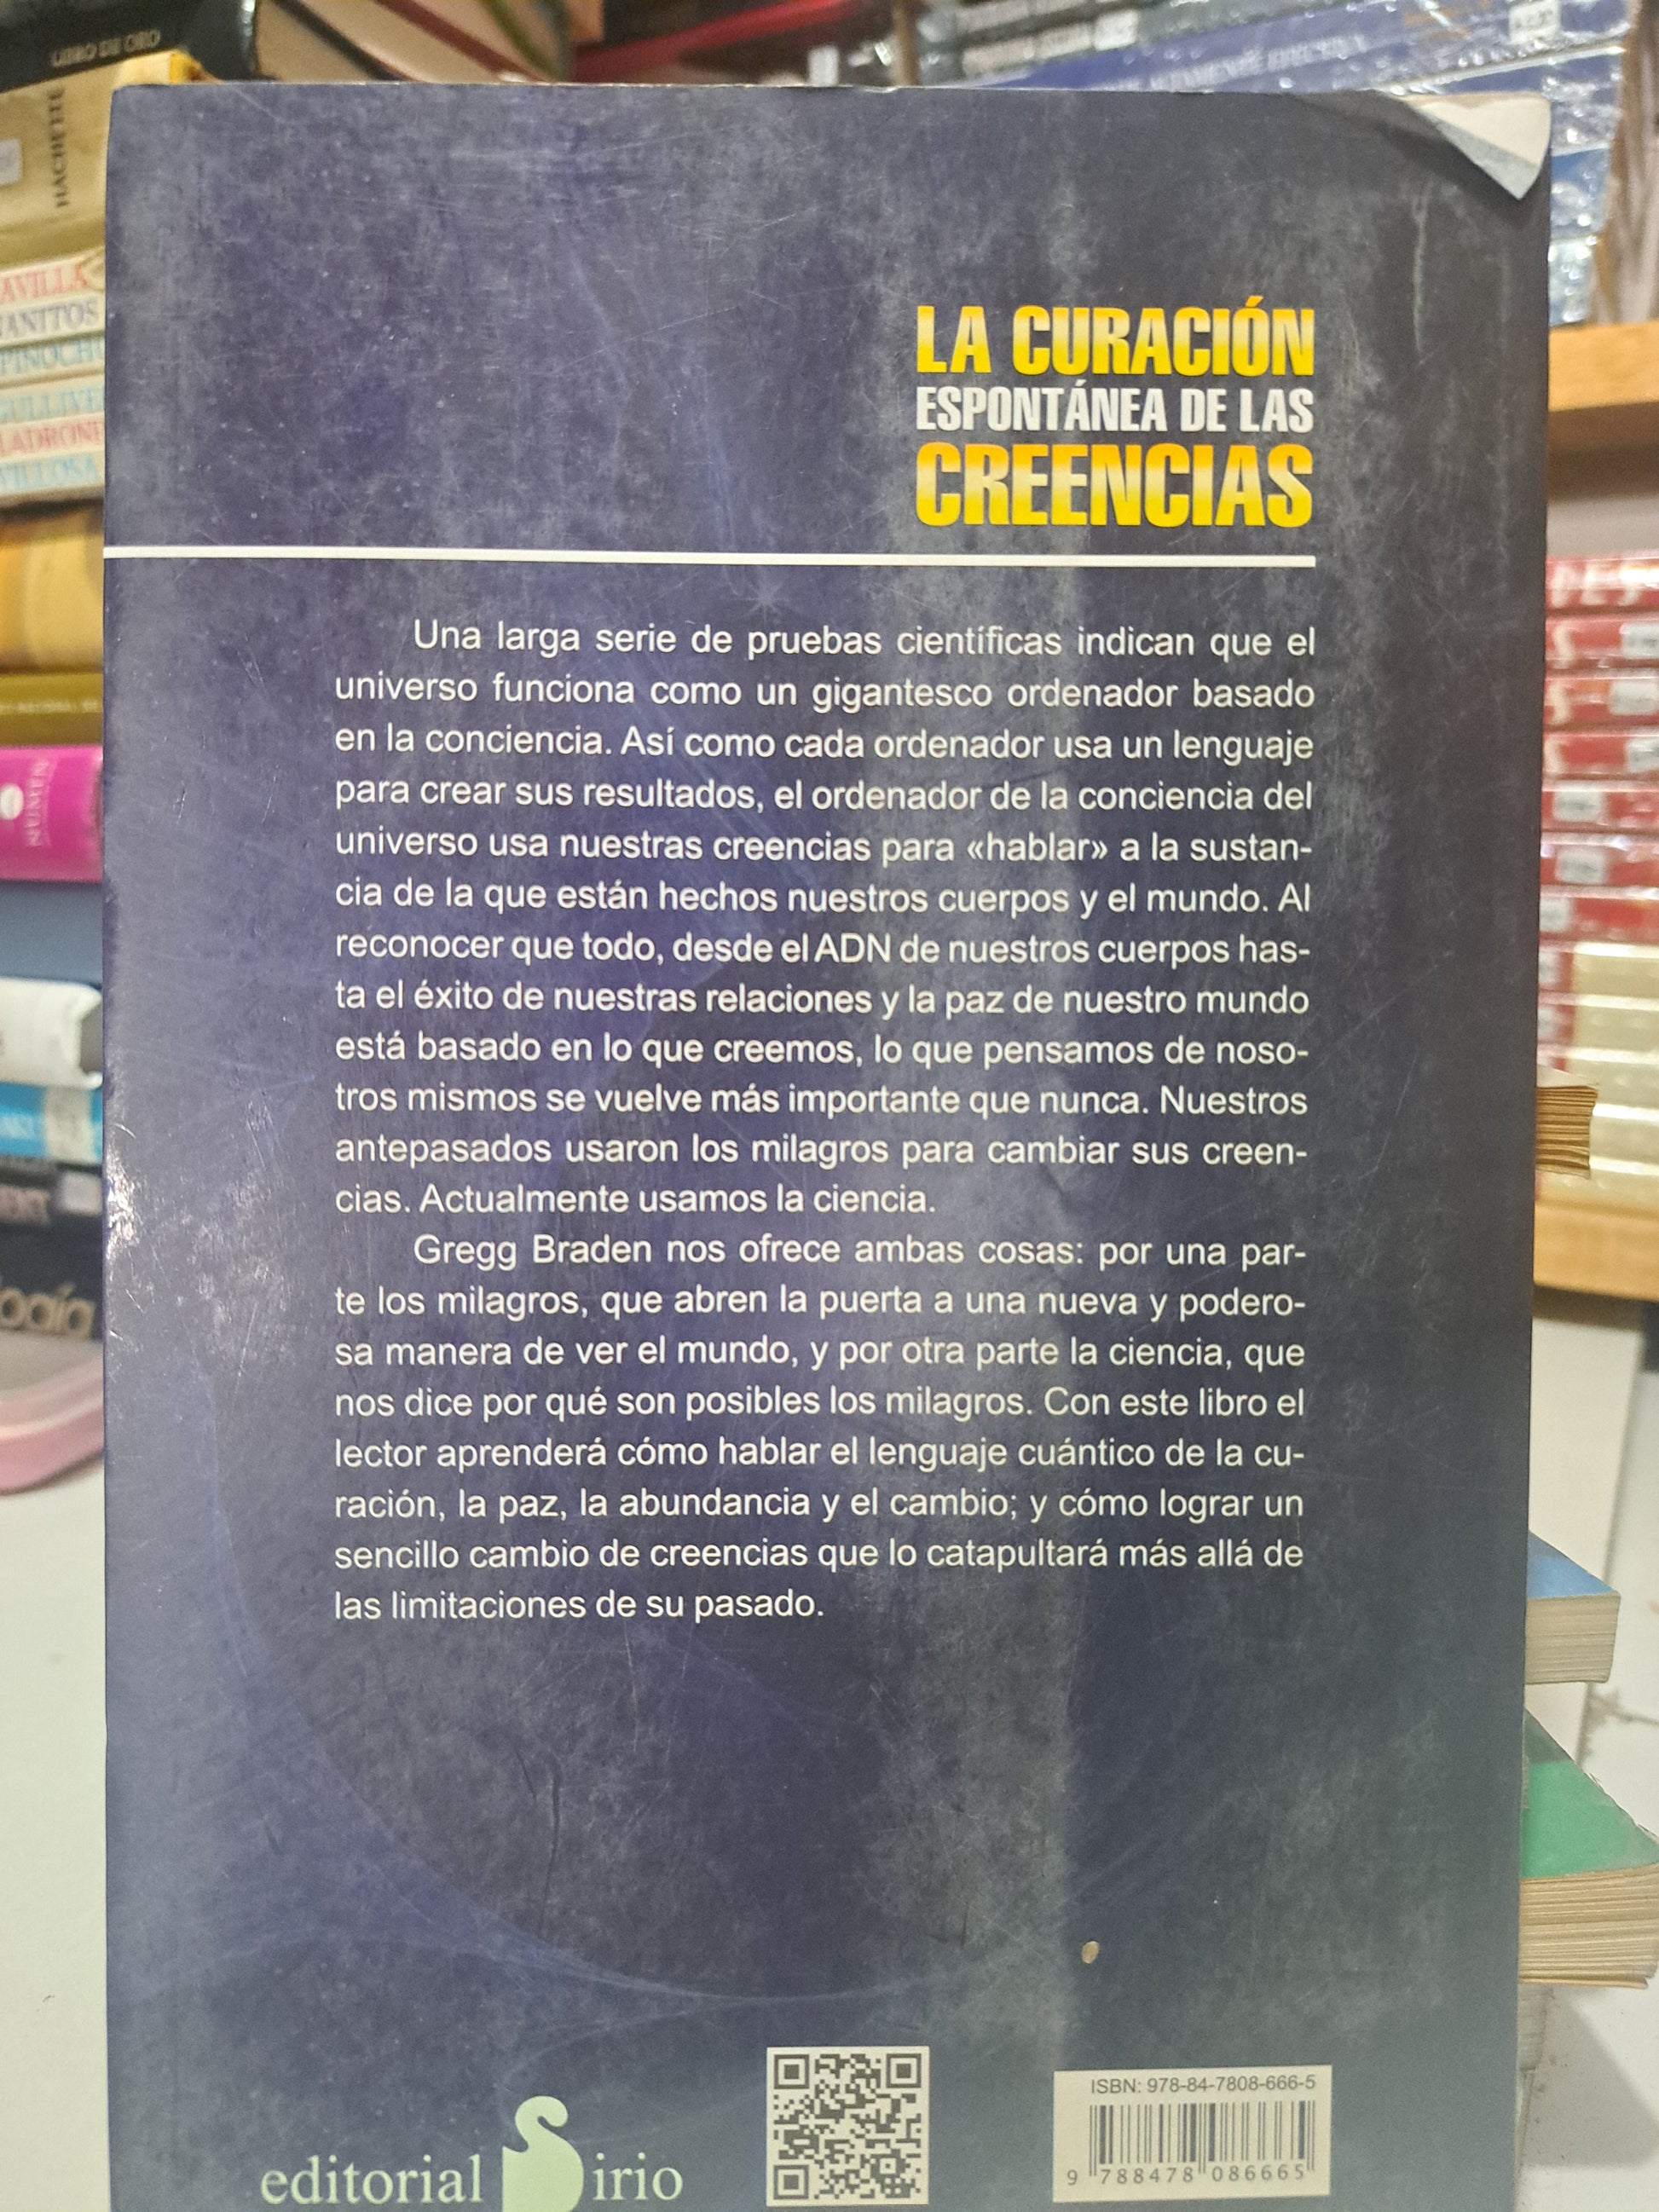 LIBRO DE ORO
HACHETTE
LA CURACIÓN
ESPONTÁNEA DE LAS
CREENCIAS
Una larga serie de pruebas científicas indican que el
universo funciona como un gigantesco ordenador basado
en la conciencia. Así como cada ordenador usa un lenguaje
para crear sus resultados, el ordenador de la conciencia del
universo usa nuestras creencias para «hablar» a la sustan-
cia de la que están hechos nuestros cuerpos y el mundo. Al
reconocer que todo, desde el ADN de nuestros cuerpos has-
ta el éxito de nuestras relaciones y la paz de nuestro mundo
está basado en lo que creemos, lo que pensamos de noso-
tros mismos se vuelve más importante que nunca. Nuestros
antepasados usaron los milagros para cambiar sus creen-
cias. Actualmente usamos la ciencia.
Gregg Braden nos ofrece ambas cosas: por una par-
te los milagros, que abren la puerta a una nueva y podero-
sa manera de ver el mundo, y por otra parte la ciencia, que
nos dice por qué son posibles los milagros. Con este libro el
lector aprenderá cómo hablar el lenguaje cuántico de la cu-
ración, la paz, la abundancia y el cambio; y cómo lograr un
sencillo cambio de creencias que lo catapultará más allá de
las limitaciones de su pasado.
editorial Sirio
ISBN: 978-84-7808-666-5
9 788478 086665